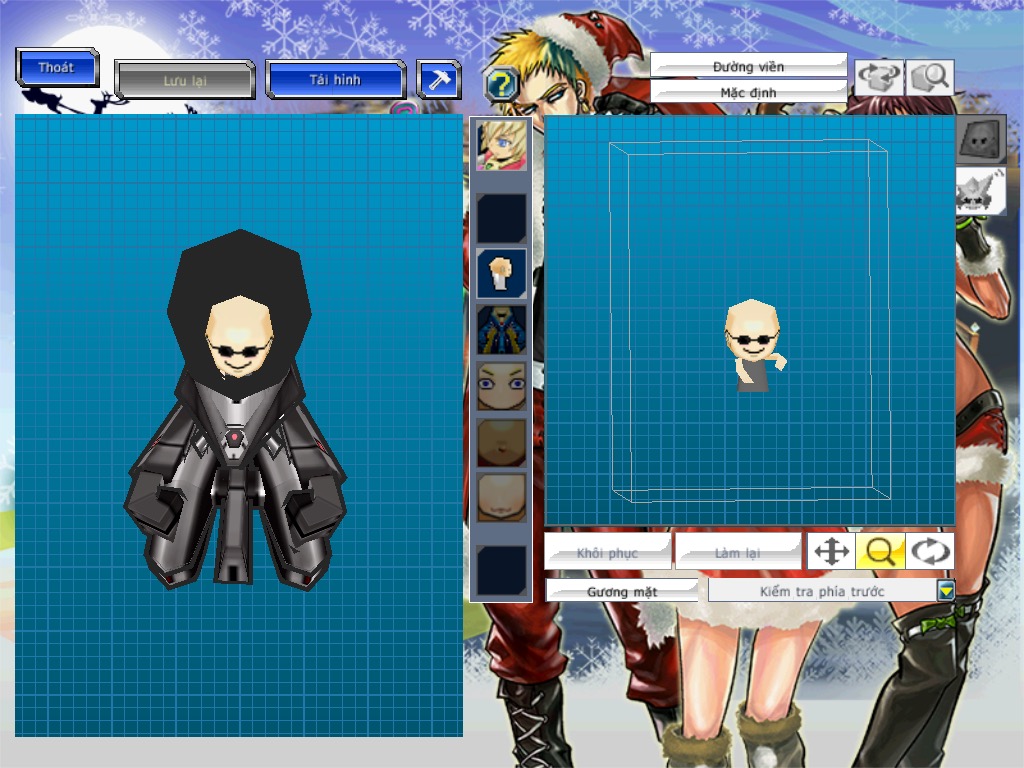 Thoát
Lưu lại
Tải hình
?
Đường viền
Mặc định
Khôi phục
Làm lại
Gương mặt
Kiểm tra phía trước